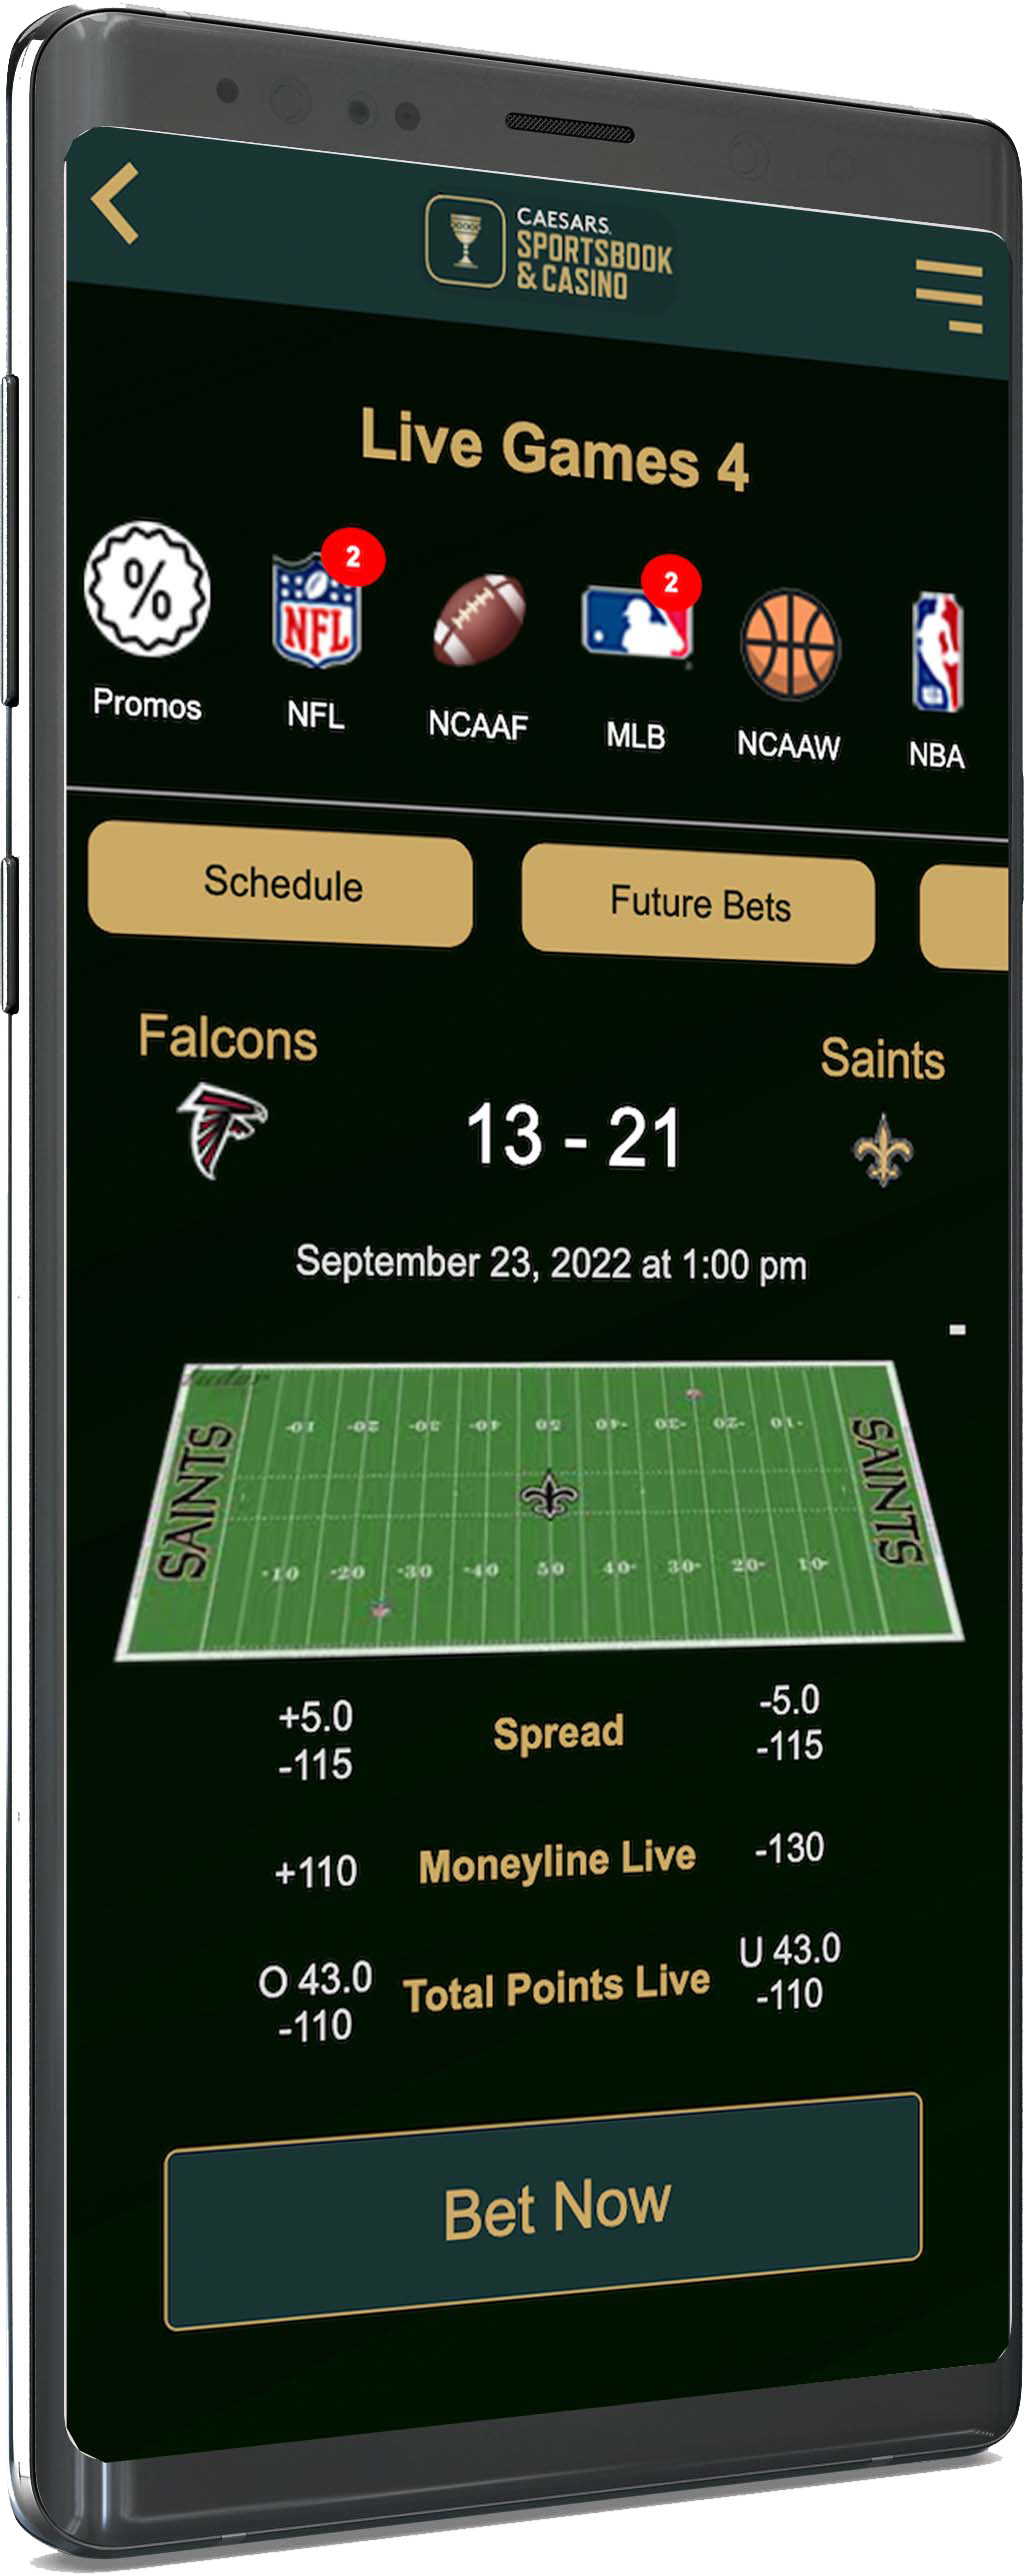 CAESARS
SPORTSBOOK
& CASINO
Live Games 4
2
2
NFL
Promos
NFL
NCAAF
MLB
NCAAW
NBA
Schedule
Future Bets
Falcons
Saints
13 - 21
September 23, 2022 at 1:00 pm
-
-10 -20 -30 -40 50 40- 30- 20- 10-
SAINTS
SAINTS
-10 -20 -30 -40 50 40- 30- 20- 10-
+5.0
-115
Spread
-5.0
-115
+110
Moneyline Live
-130
O 43.0
-110
Total Points Live
U 43.0
-110
Bet Now